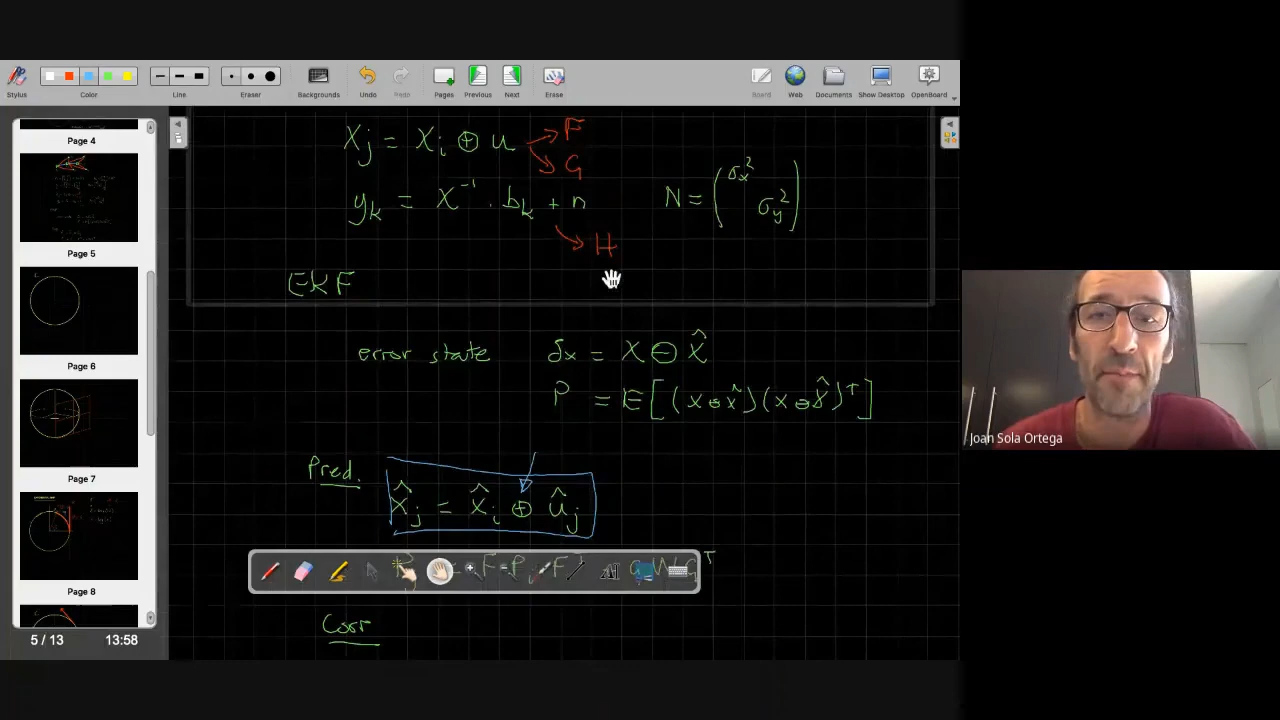 Stylus Color Line Eraser Backgrounds Undo Redo Pages Previous Next Erase Board Web Documents Show Desktop OpenBoard
Page 4
Page 5
Page 6
Page 7
Page 8
5 / 13 13:58
Xj = Xi ⊕ u → F
→ G
yk = X⁻¹ · bk + n
→ H
N = (σx² σy²)
EKF
error state δx = X ⊖ X̂
P = E[(x ⊖ x̂)(x ⊖ x̂)ᵀ]
Pred. X̂j = X̂i ⊕ ûj
Corr
Joan Sola Ortega